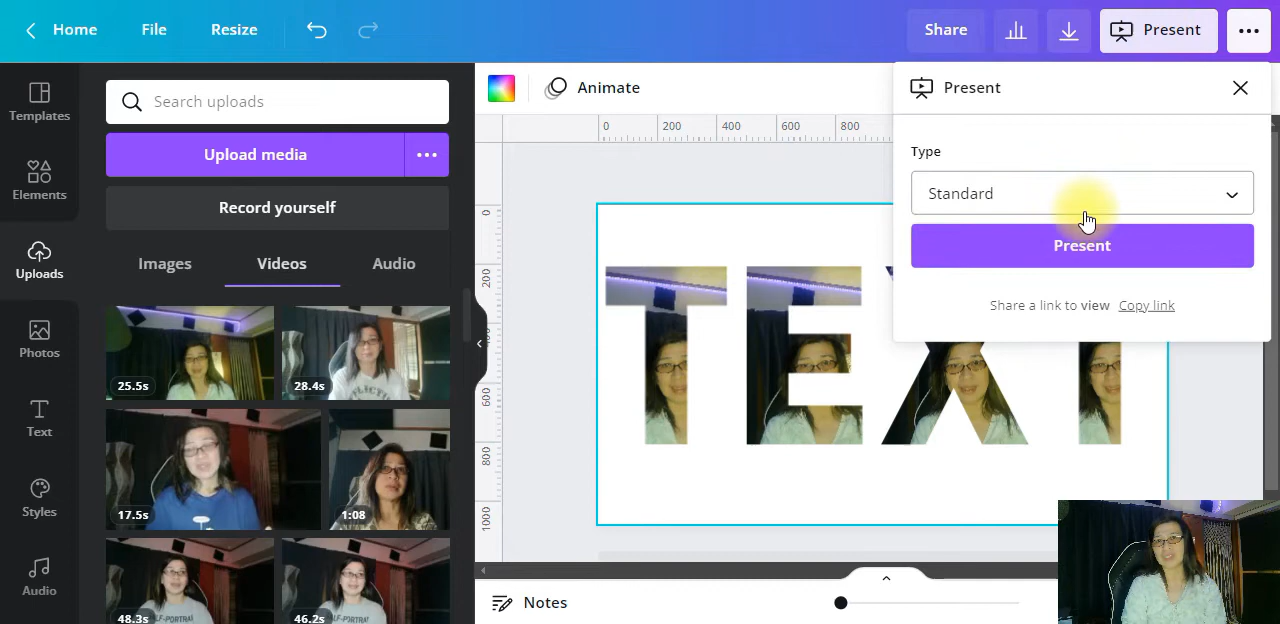 Home File Resize Share Present
Templates
Elements
Uploads
Photos
Text
Styles
Audio
Search uploads
Upload media
Record yourself
Images Videos Audio
25.5s 28.4s
17.5s 1:08
48.3s 46.2s
Animate
0 200 400 600 800
0
200
600
800
1000
TEXT
Present
Type
Standard
Present
Share a link to view Copy link
Notes